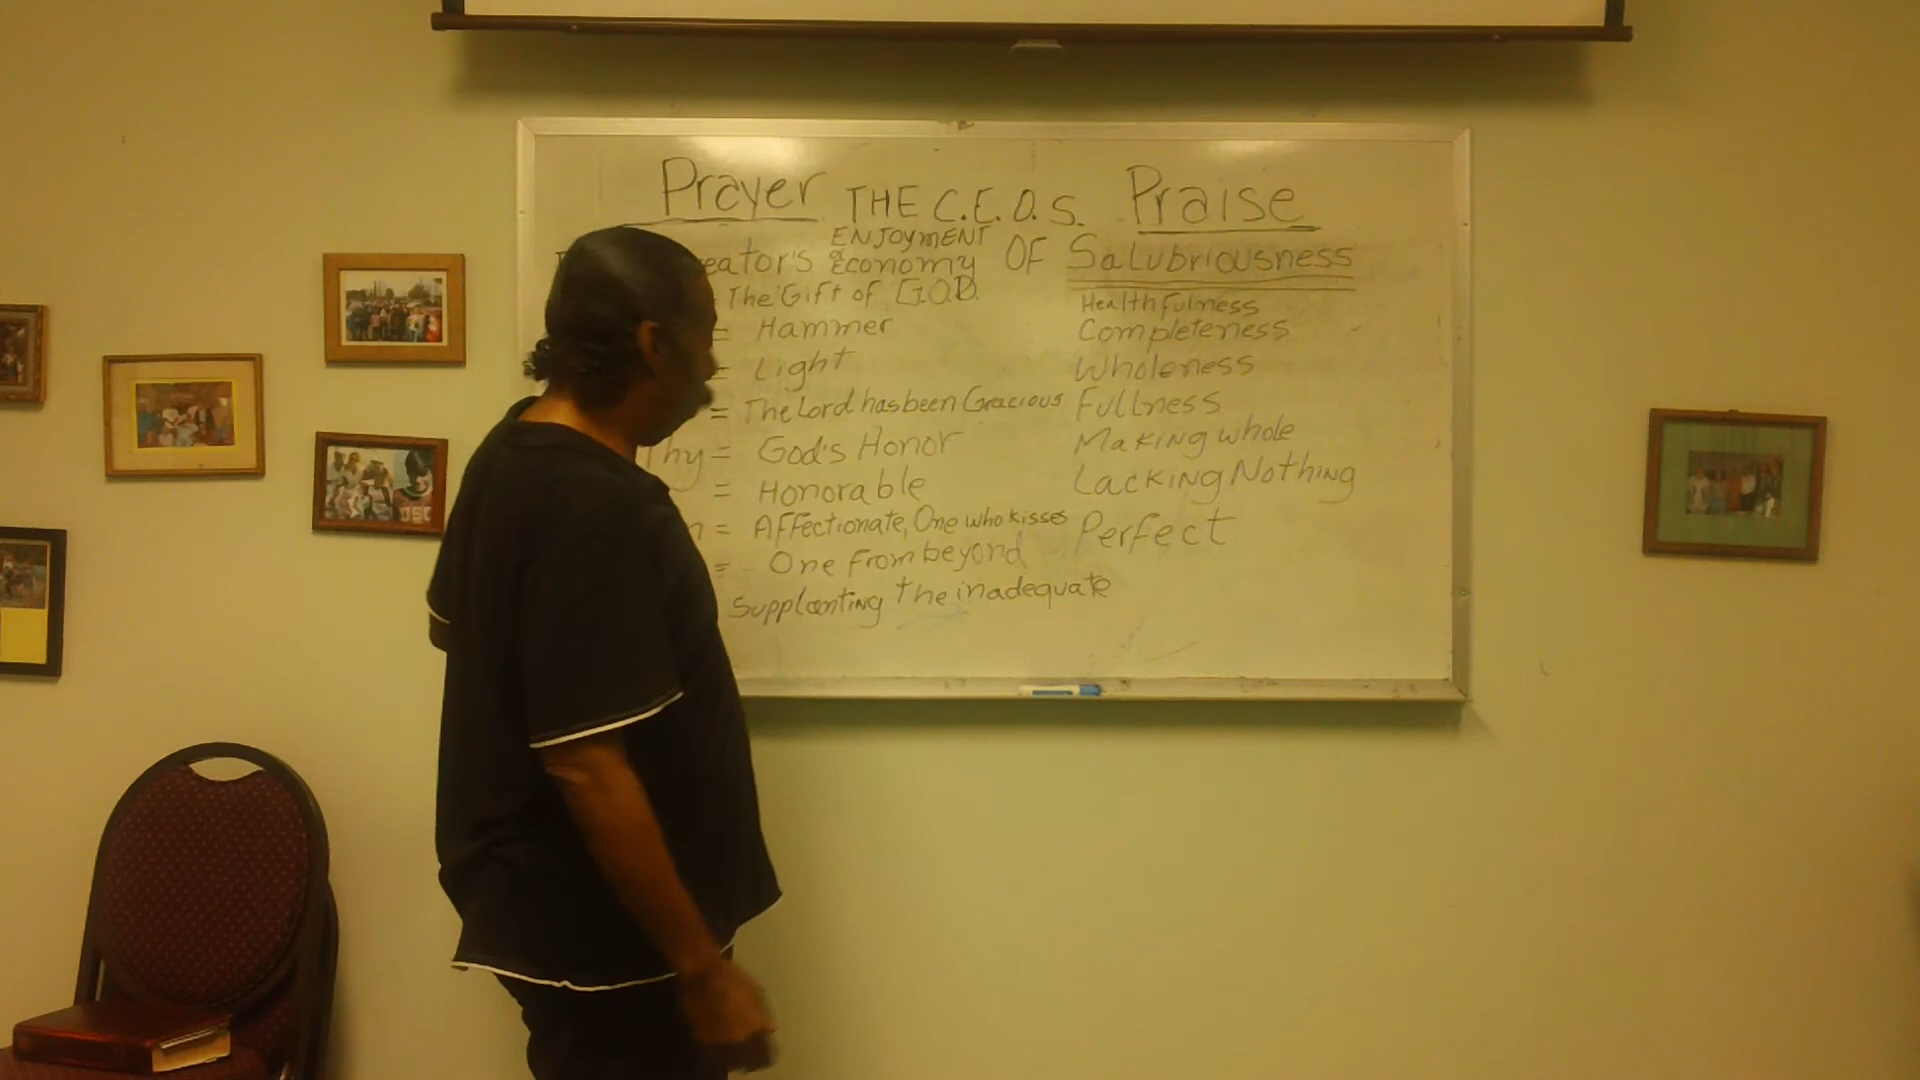 Prayer THE C.E.O.S. Praise
ENJOYMENT
eator's & Economy OF Salubriousness
The Gift of G.O.D.
Healthfulness
= Hammer
Completeness
= Light
Wholeness
= The Lord has been Gracious
Fullness
thy = God's Honor
Making whole
= Honorable
Lacking Nothing
n = Affectionate, One who kisses
Perfect
= One from beyond
Supplanting the inadequate
USC